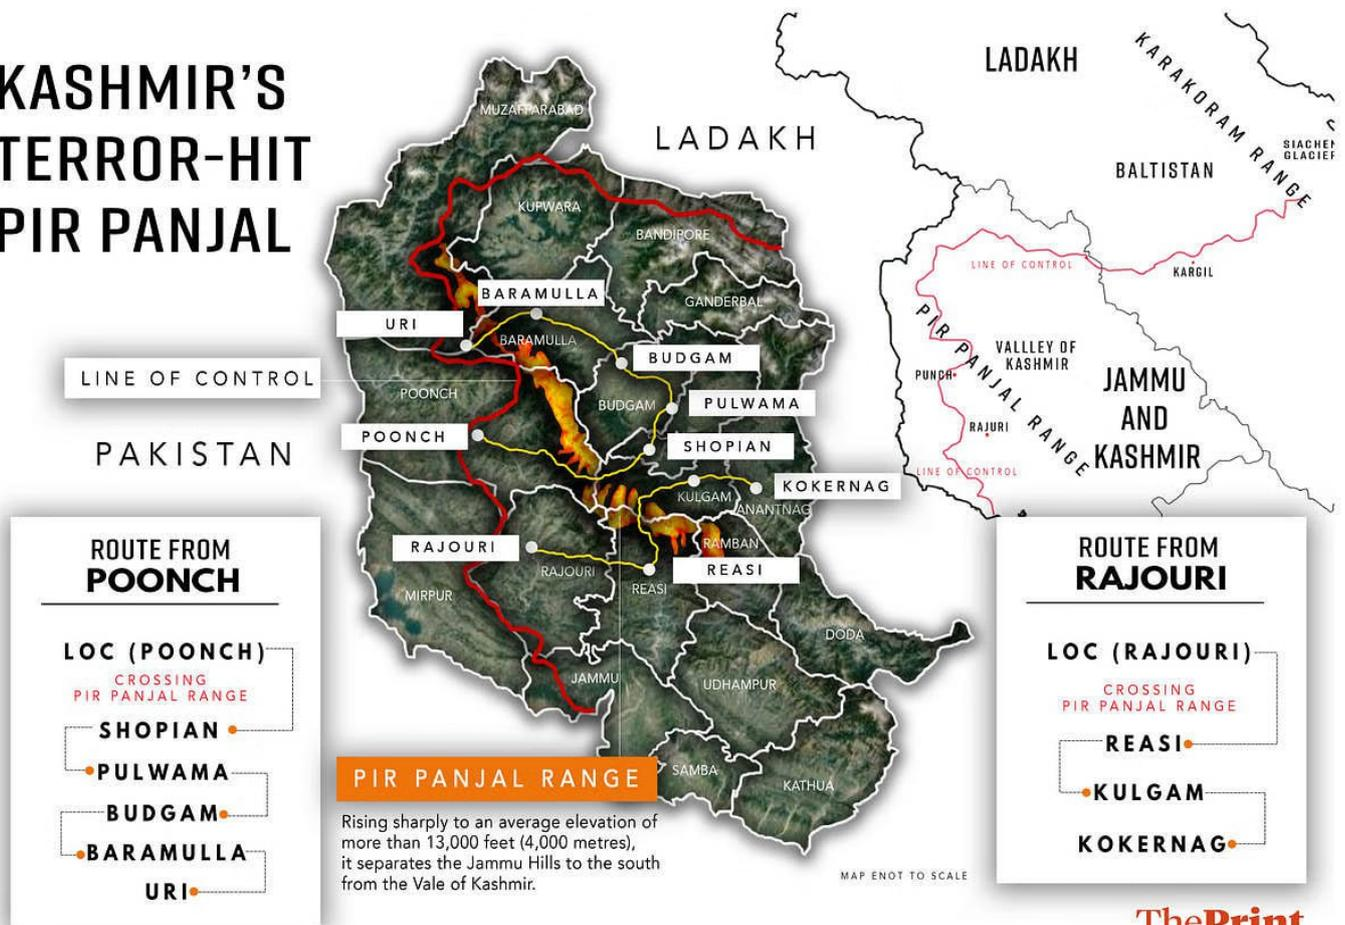 KASHMIR'S
TERROR-HIT
PIR PANJAL
LADAKH
MUZAFFARABAD
KUPWARA
BANDIPORE
BARAMULLA
GANDERBAL
URI
BARAMULLA
BUDGAM
LINE OF CONTROL
POONCH
BUDGAM
PULWAMA
POONCH
SHOPIAN
PAKISTAN
KULGAM
KOKERNAG
ANANTNAG
RAJOURI
RAMBAN
RAJOURI
REASI
REASI
MIRPUR
DODA
JAMMU
UDHAMPUR
SAMBA
KATHUA
LADAKH
KARAKORAM RANGE
SIACHEN
GLACIER
BALTISTAN
LINE OF CONTROL
KARGIL
PIR PANJAL RANGE
VALLLEY OF
KASHMIR
PUNCH
JAMMU
AND
KASHMIR
RAJURI
LINE OF CONTROL
ROUTE FROM
POONCH
LOC (POONCH)
CROSSING
PIR PANJAL RANGE
SHOPIAN
PULWAMA
BUDGAM
BARAMULLA
URI
PIR PANJAL RANGE
Rising sharply to an average elevation of
more than 13,000 feet (4,000 metres),
it separates the Jammu Hills to the south
from the Vale of Kashmir.
MAP ENOT TO SCALE
ROUTE FROM
RAJOURI
LOC (RAJOURI)
CROSSING
PIR PANJAL RANGE
REASI
KULGAM
KOKERNAG
ThePrint